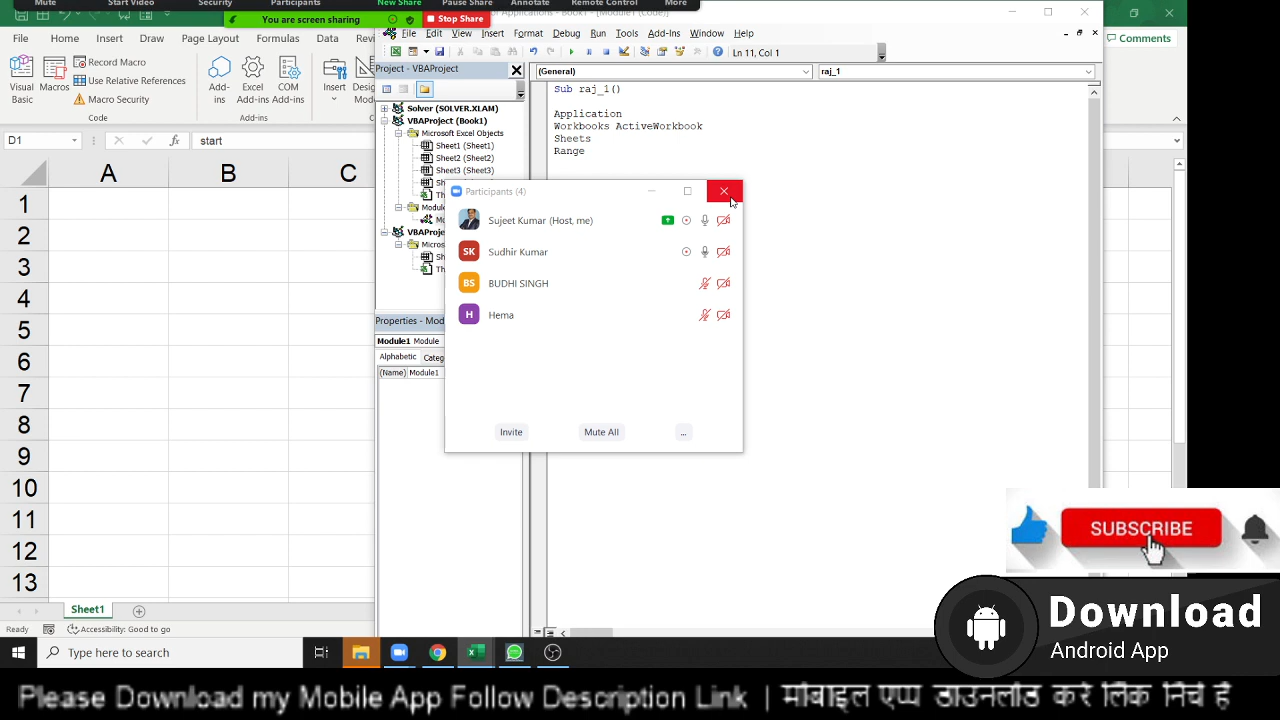 Mute Start Video Security Participants New Share Pause Share Annotate Remote Control More
You are screen sharing Stop Share
Applications - Book1 - [Module1 (Code)]
File Home Insert Draw Page Layout Formulas Data
Comments
File Edit View Insert Format Debug Run Tools Add-Ins Window Help
Ln 11, Col 1
Visual Basic
Macros
Record Macro
Use Relative References
Macro Security
Code
Add-ins
Excel Add-ins
COM Add-ins
Add-ins
Insert
Project - VBAProject
(General)
raj_1
D1
start
A B C
1
2
3
4
5
6
7
8
9
10
11
12
13
Solver (SOLVER.XLAM)
VBAProject (Book1)
Microsoft Excel Objects
Sheet1 (Sheet1)
Sheet2 (Sheet2)
Sheet3 (Sheet3)
Sub raj_1()
Application
Workbooks ActiveWorkbook
Sheets
Range
Participants (4)
Sujeet Kumar (Host, me)
SK Sudhir Kumar
BS BUDHI SINGH
H Hema
Invite Mute All ...
Properties - Mod
Module1 Module
Alphabetic Categ
(Name) Module1
Sheet1
Ready
Accessibility: Good to go
Type here to search
SUBSCRIBE
Download
Android App
Please Download my Mobile App Follow Description Link | मोबाइल एप्प डाउनलोड करे लिंक निचे है